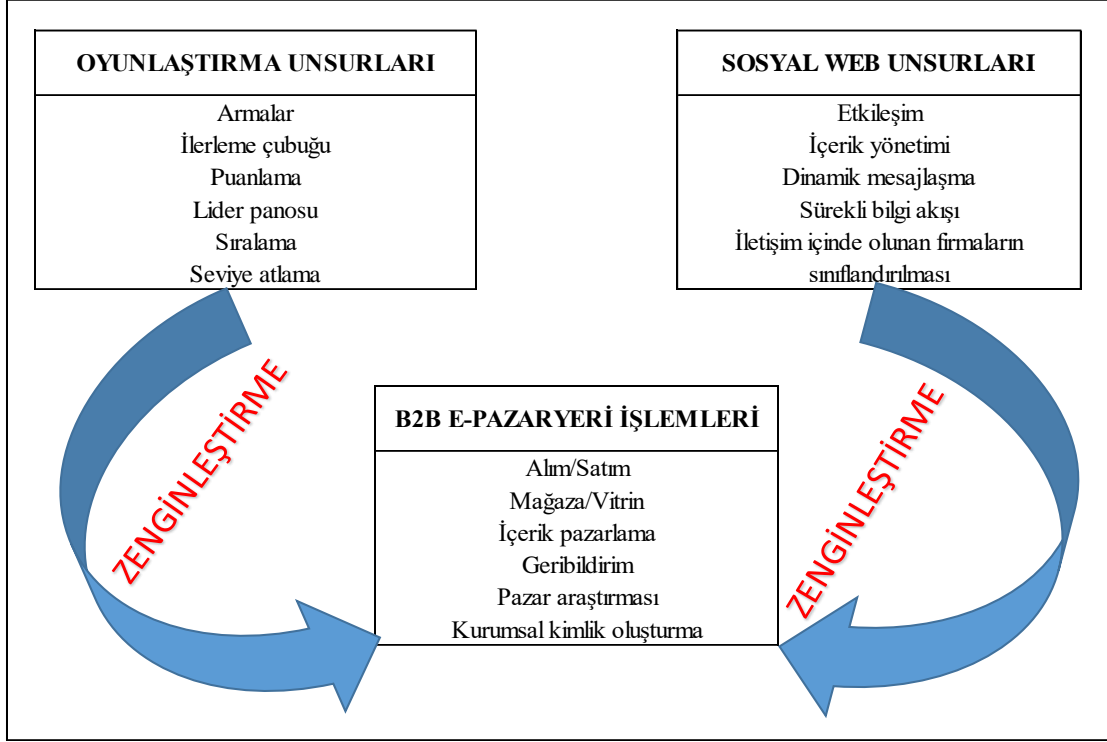 OYUNLAŞTIRMA UNSURLARI
Armalar
İlerleme çubuğu
Puanlama
Lider panosu
Sıralama
Seviye atlama
SOSYAL WEB UNSURLARI
Etkileşim
İçerik yönetimi
Dinamik mesajlaşma
Sürekli bilgi akışı
İletişim içinde olunan firmaların
sınıflandırılması
ZENGİNLEŞTİRME
B2B E-PAZARYERİ İŞLEMLERİ
Alım/Satım
Mağaza/Vitrin
İçerik pazarlama
Geribildirim
Pazar araştırması
Kurumsal kimlik oluşturma
ZENGİNLEŞTİRME